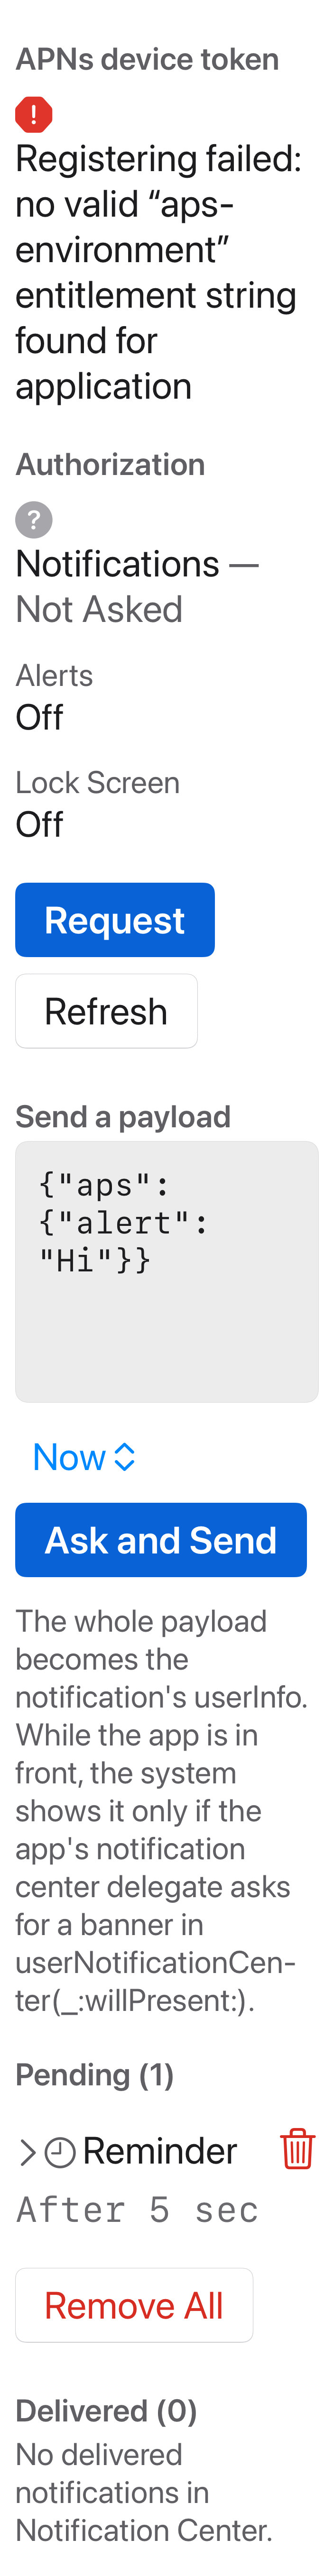 APNs device token
Registering failed:
no valid “aps-
environment”
entitlement string
found for
application
Authorization
Notifications —
Not Asked
Alerts
Off
Lock Screen
Off
Request
Refresh
Send a payload
{"aps":
{"alert":
"Hi"}}
Now
Ask and Send
The whole payload
becomes the
notification's userInfo.
While the app is in
front, the system
shows it only if the
app's notification
center delegate asks
for a banner in
userNotificationCen-
ter(_:willPresent:).
Pending (1)
Reminder
After 5 sec
Remove All
Delivered (0)
No delivered
notifications in
Notification Center.